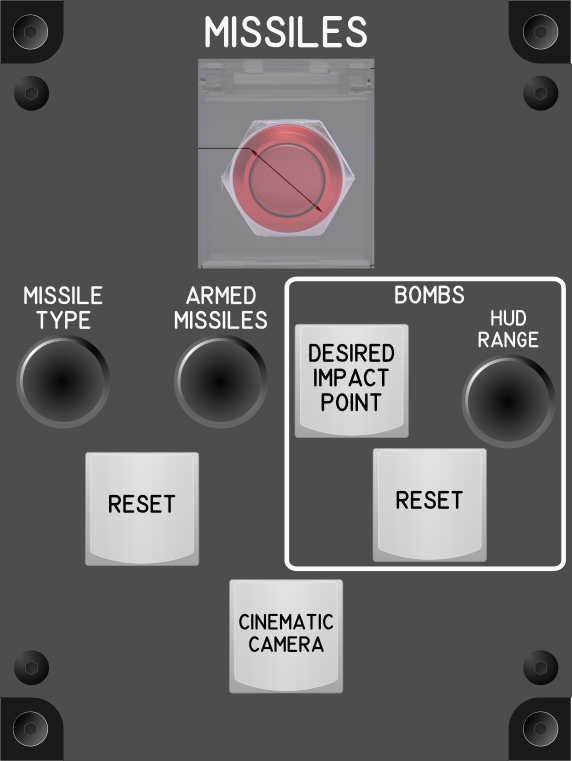 MISSILES
MISSILE
TYPE
ARMED
MISSILES
BOMBS
HUD
RANGE
DESIRED
IMPACT
POINT
RESET
RESET
CINEMATIC
CAMERA